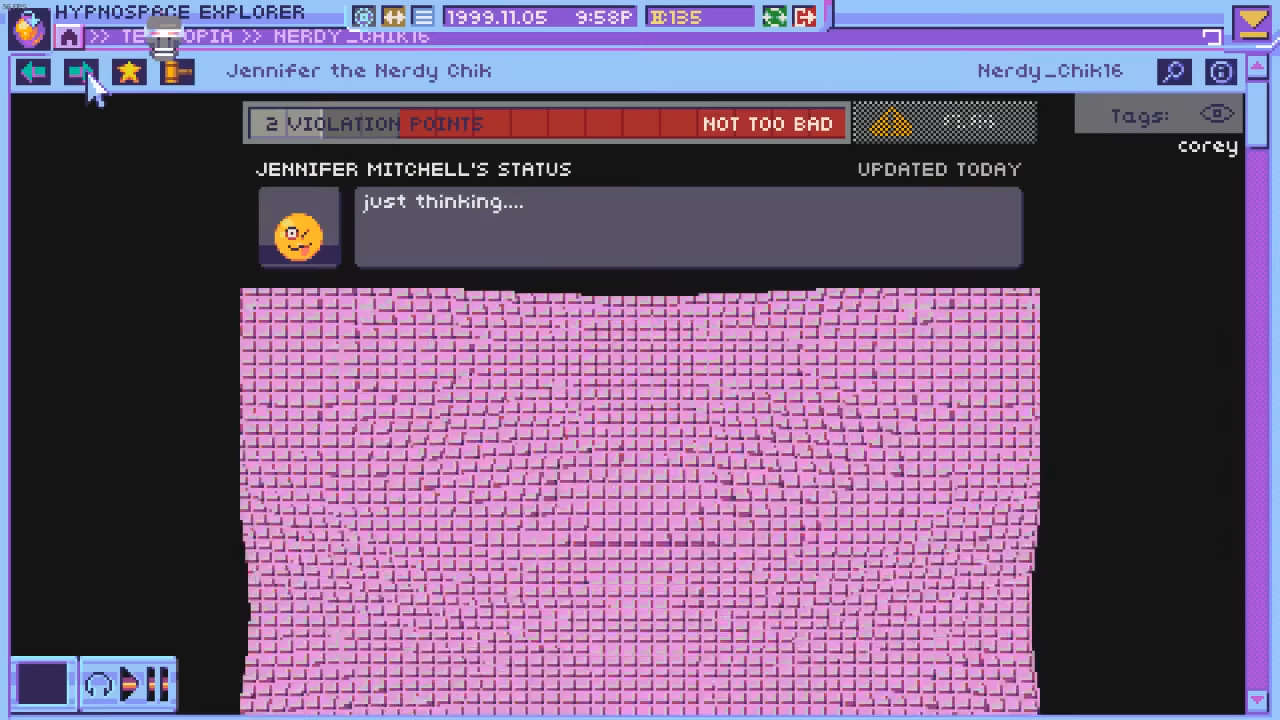 HYPNOSPACE EXPLORER
1999.11.05 9:58P
135
>> TE OPIA >> NERDY_CHIK16
Jennifer the Nerdy Chik
Nerdy_Chik16
2 VIOLATION POINTS
NOT TOO BAD
Tags:
corey
JENNIFER MITCHELL'S STATUS
UPDATED TODAY
just thinking....